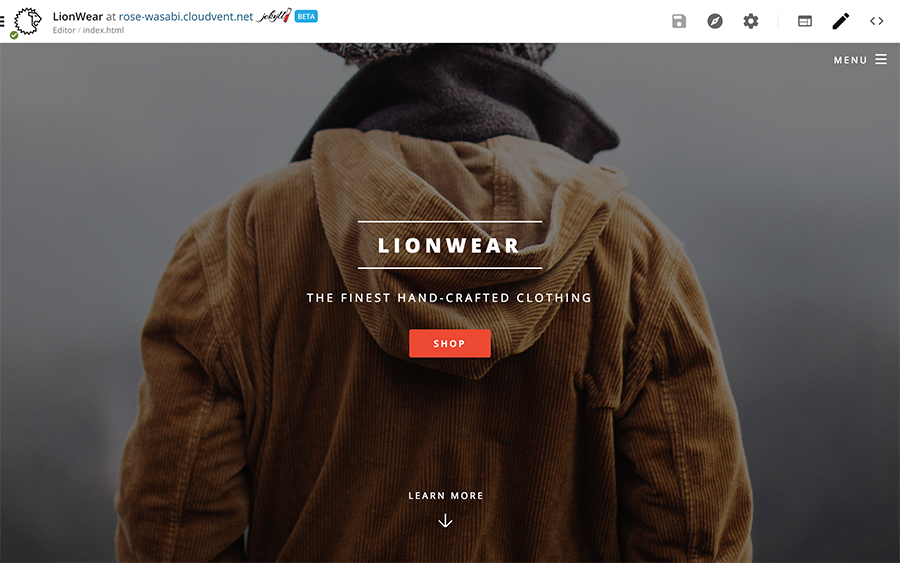 LionWear at rose-wasabi.cloudvent.net jekyll BETA
Editor / index.html
MENU
LIONWEAR
THE FINEST HAND-CRAFTED CLOTHING
SHOP
LEARN MORE